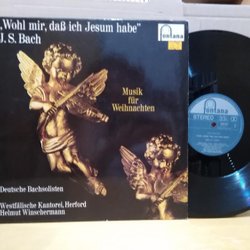 „Wohl mir, daß ich Jesum habe”
J. S. Bach
fontana
Musik
für
Weihnachten
Deutsche Bachsolisten
Westfälische Kantorei, Herford
Helmut Winschermann
fontana
STEREO